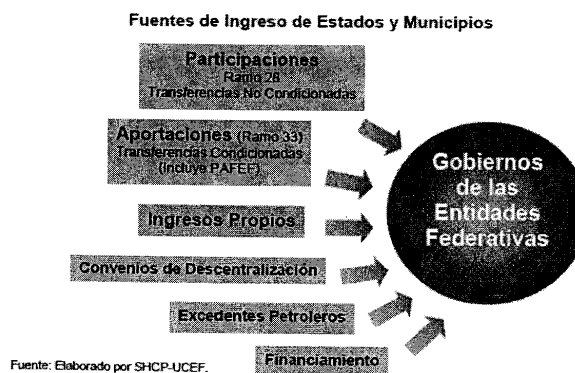 Fuentes de Ingreso de Estados y Municipios
Participaciones
Ramo 28
Transferencias No Condicionadas
Aportaciones (Ramo 33)
Transferencias Condicionadas
(Incluye PAFEF)
Ingresos Propios
Convenios de Descentralización
Excedentes Petroleros
Financiamiento
Gobiernos
de las
Entidades
Federativas
Fuente: Elaborado por SHCP-UCEF.